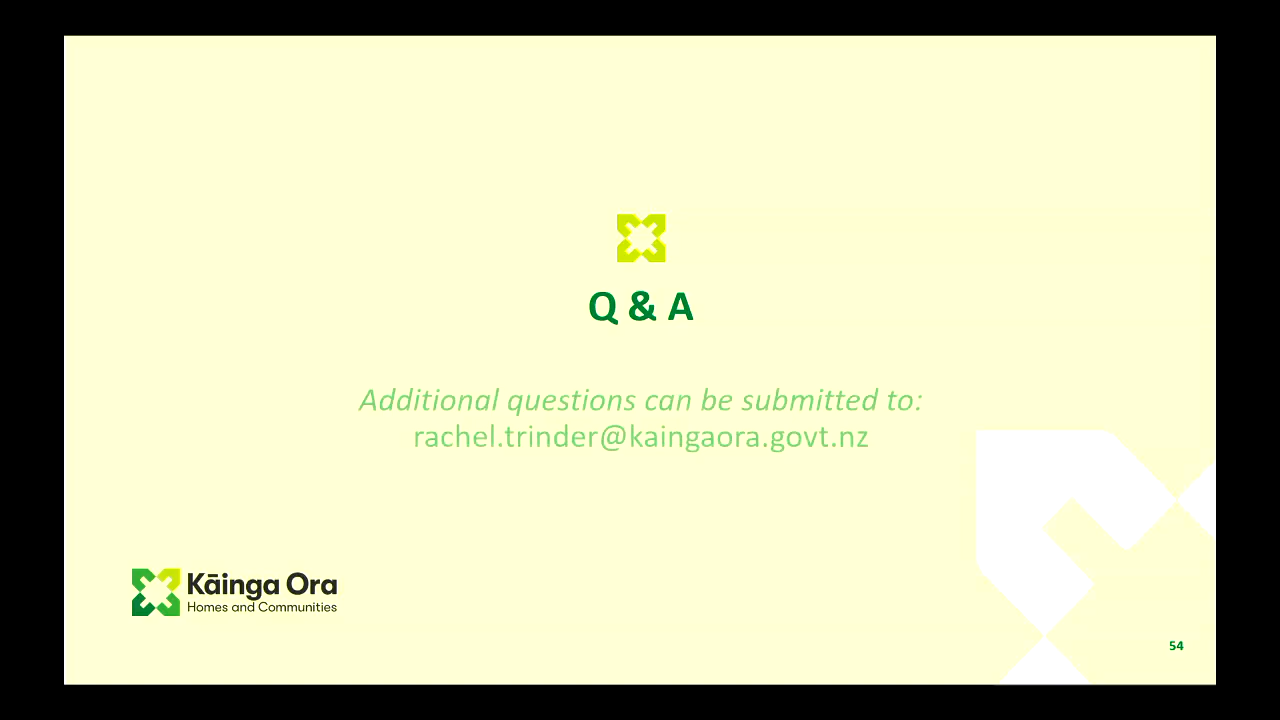 Q & A
Additional questions can be submitted to:
rachel.trinder@kaingaora.govt.nz
Kāinga Ora
Homes and Communities
54